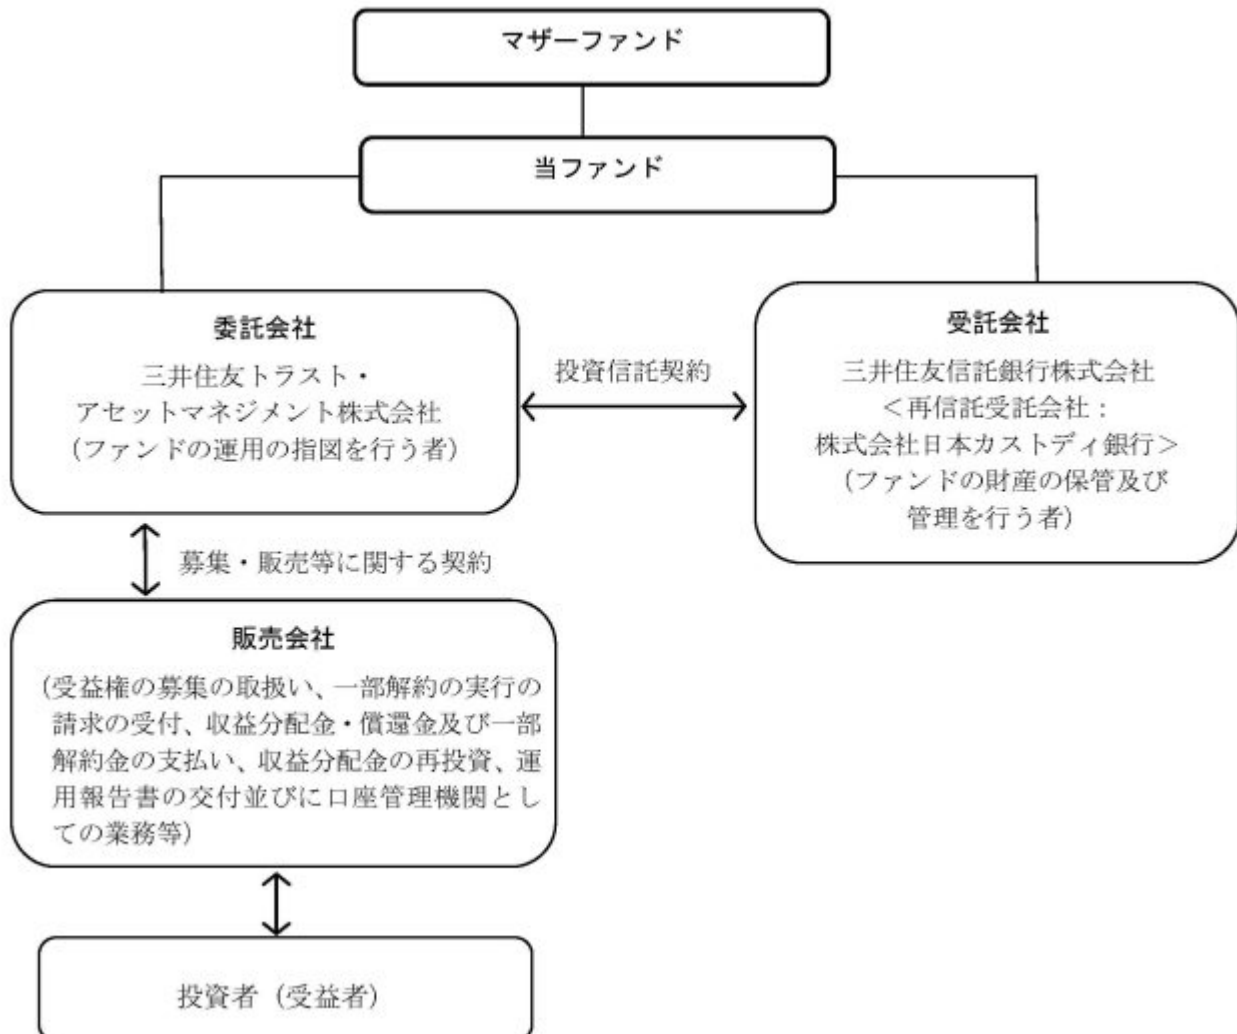 マザーファンド
当ファンド
委託会社
三井住友トラスト・
アセットマネジメント株式会社
（ファンドの運用の指図を行う者）
投資信託契約
受託会社
三井住友信託銀行株式会社
＜再信託受託会社：
株式会社日本カストディ銀行＞
（ファンドの財産の保管及び
管理を行う者）
募集・販売等に関する契約
販売会社
（受益権の募集の取扱い、一部解約の実行の
請求の受付、収益分配金・償還金及び一部
解約金の支払い、収益分配金の再投資、運
用報告書の交付並びに口座管理機関とし
ての業務等）
投資者（受益者）